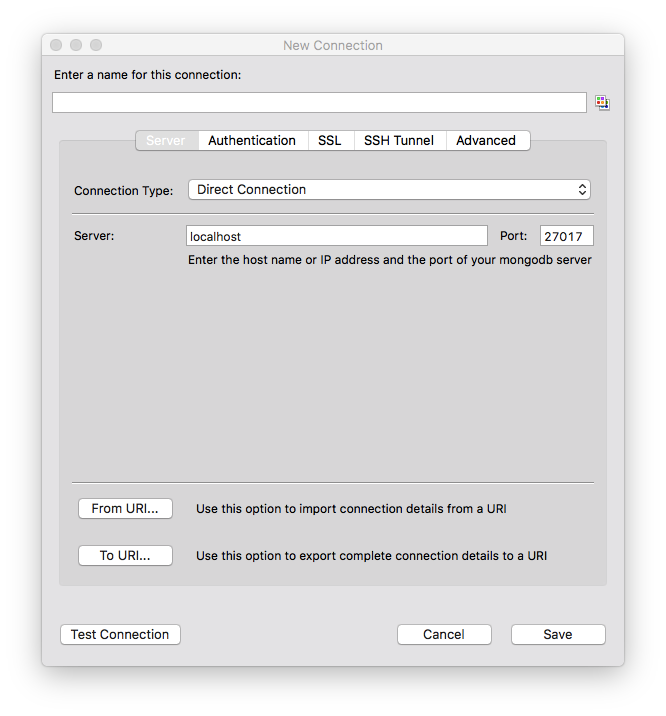 New Connection
Enter a name for this connection:
Server Authentication SSL SSH Tunnel Advanced
Connection Type: Direct Connection
Server: localhost Port: 27017
Enter the host name or IP address and the port of your mongodb server
From URI... Use this option to import connection details from a URI
To URI... Use this option to export complete connection details to a URI
Test Connection Cancel Save